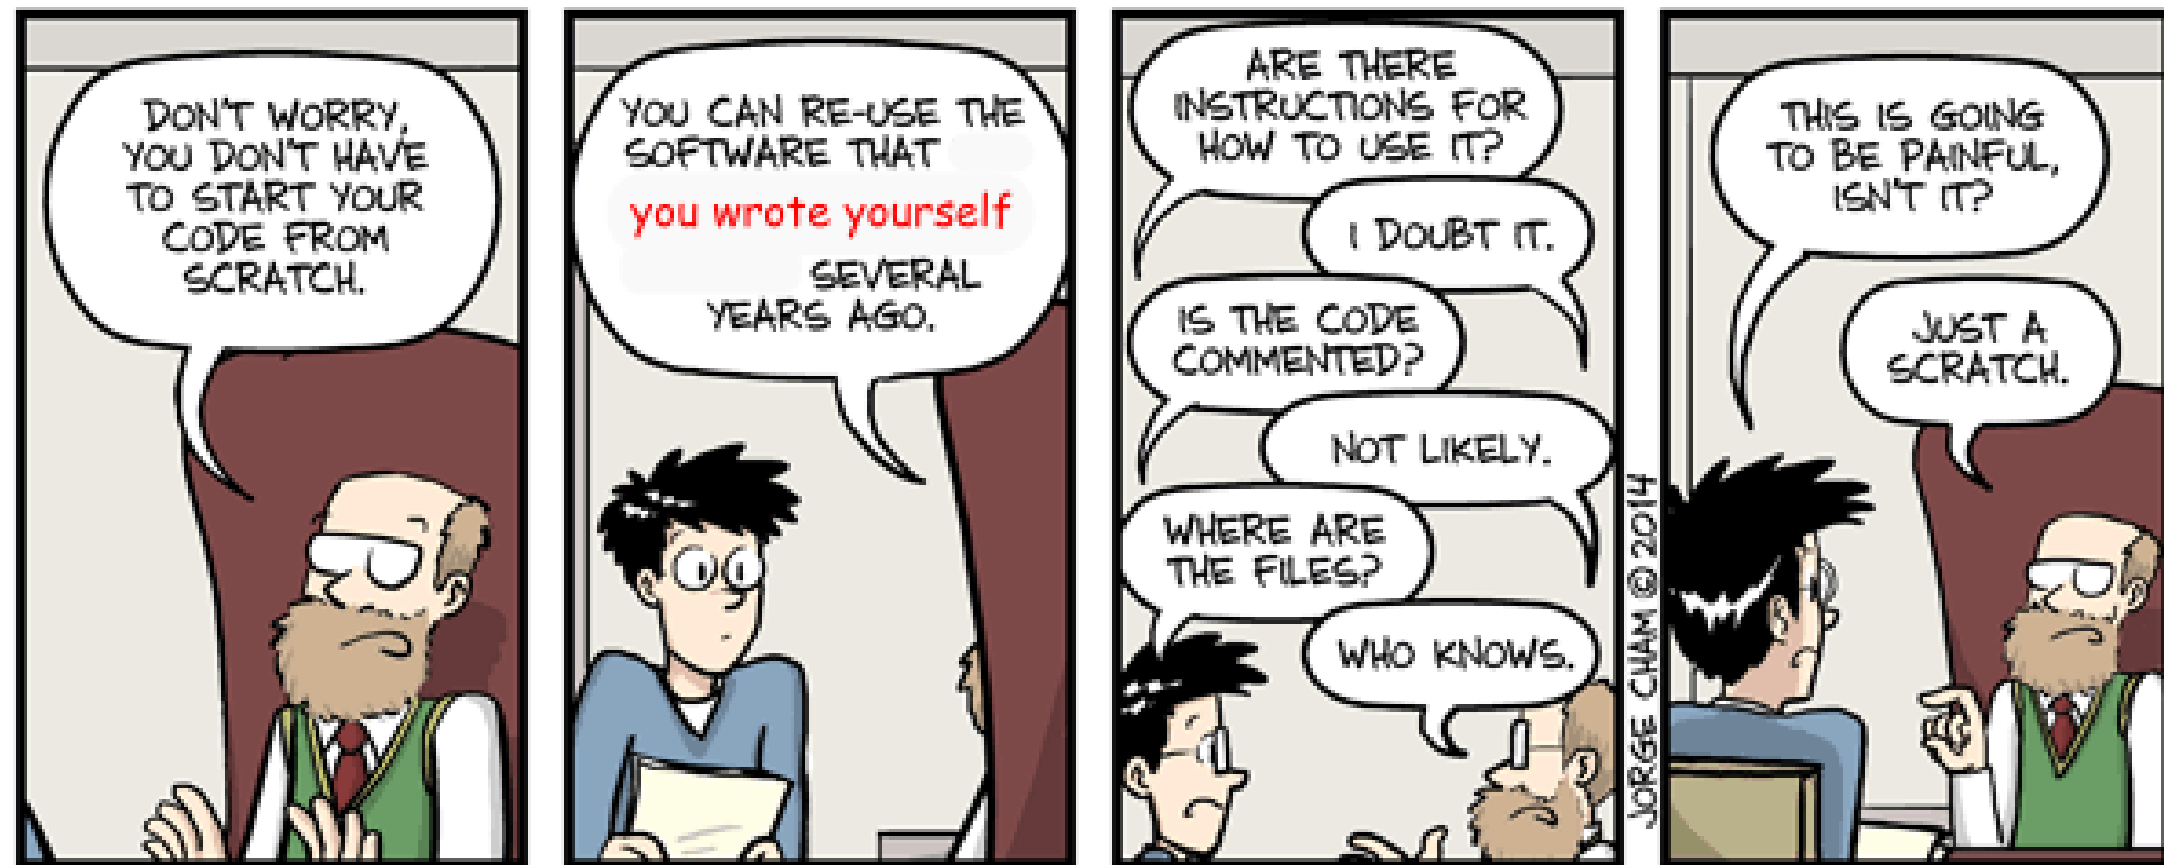 DON'T WORRY,
YOU DON'T HAVE
TO START YOUR
CODE FROM
SCRATCH.
YOU CAN RE-USE THE
SOFTWARE THAT
you wrote yourself
SEVERAL
YEARS AGO.
ARE THERE
INSTRUCTIONS FOR
HOW TO USE IT?
I DOUBT IT.
IS THE CODE
COMMENTED?
NOT LIKELY.
WHERE ARE
THE FILES?
WHO KNOWS.
JORGE CHAM © 2014
THIS IS GOING
TO BE PAINFUL,
ISN'T IT?
JUST A
SCRATCH.